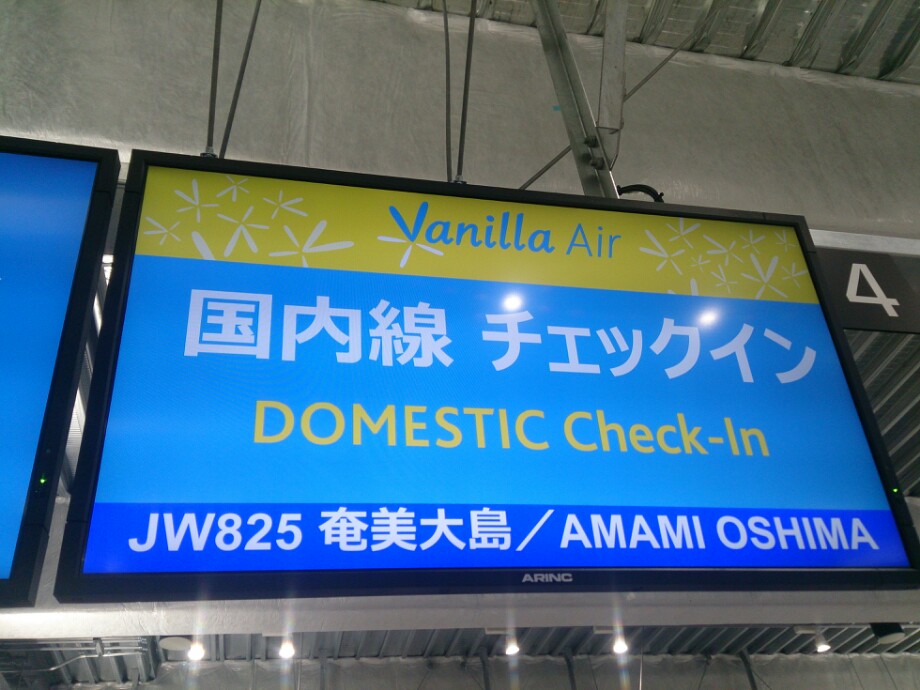 Vanilla Air
4
国内線 チェックイン
DOMESTIC Check-In
JW825 奄美大島／AMAMI OSHIMA
ARINC